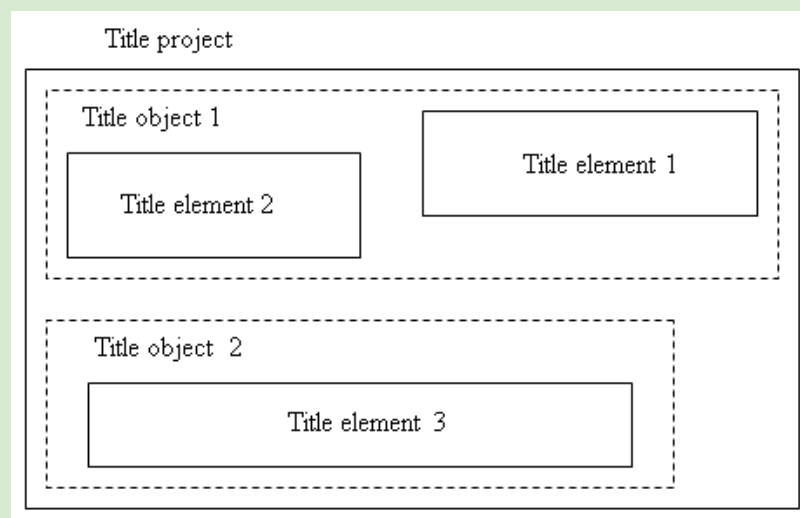 Title project
Title object 1
Title element 1
Title element 2
Title object 2
Title element 3